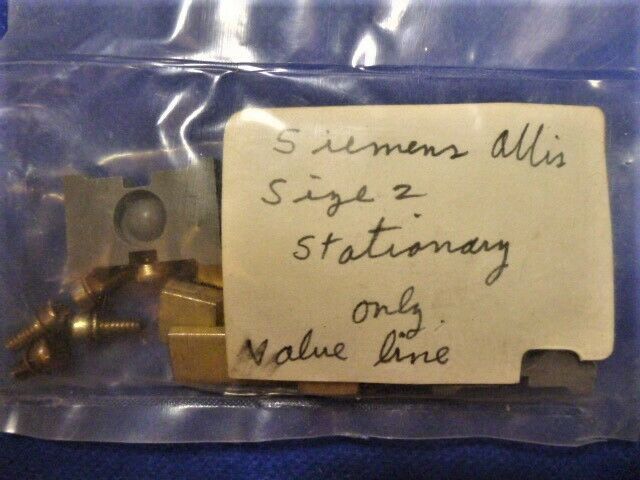 Siemens Allis
Size 2
Stationary
only
Value line